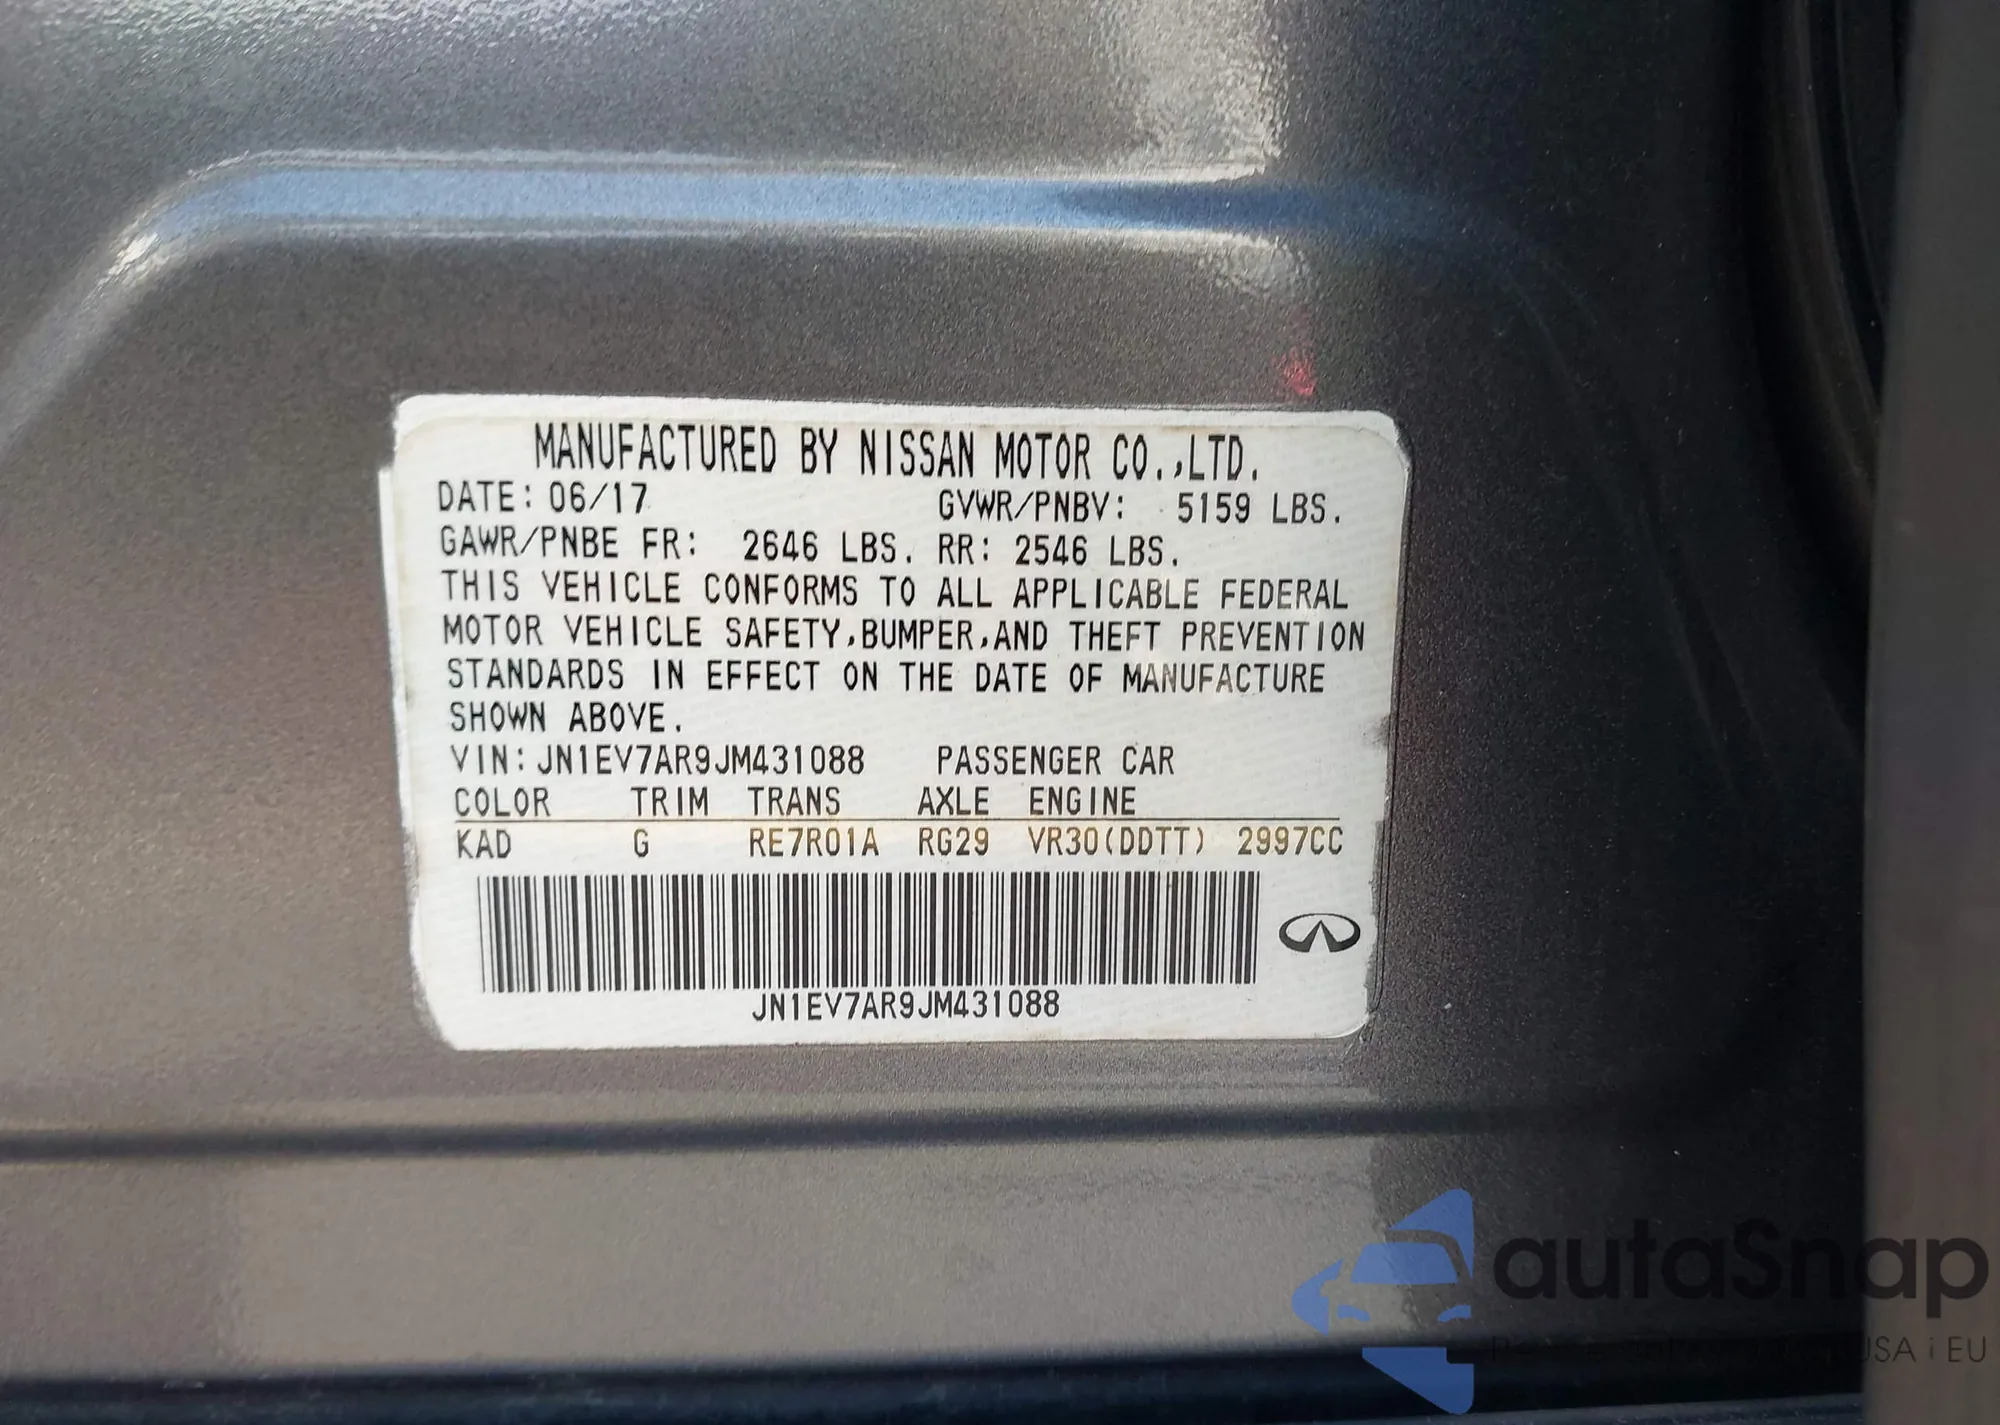 MANUFACTURED BY NISSAN MOTOR CO.,LTD.
DATE: 06/17 GVWR/PNBV: 5159 LBS.
GAWR/PNBE FR: 2646 LBS. RR: 2546 LBS.
THIS VEHICLE CONFORMS TO ALL APPLICABLE FEDERAL
MOTOR VEHICLE SAFETY,BUMPER,AND THEFT PREVENTION
STANDARDS IN EFFECT ON THE DATE OF MANUFACTURE
SHOWN ABOVE.
VIN: JN1EV7AR9JM431088 PASSENGER CAR
COLOR TRIM TRANS AXLE ENGINE
KAD G RE7R01A RG29 VR30(DDTT) 2997CC
JN1EV7AR9JM431088
autaSnap
USA i EU